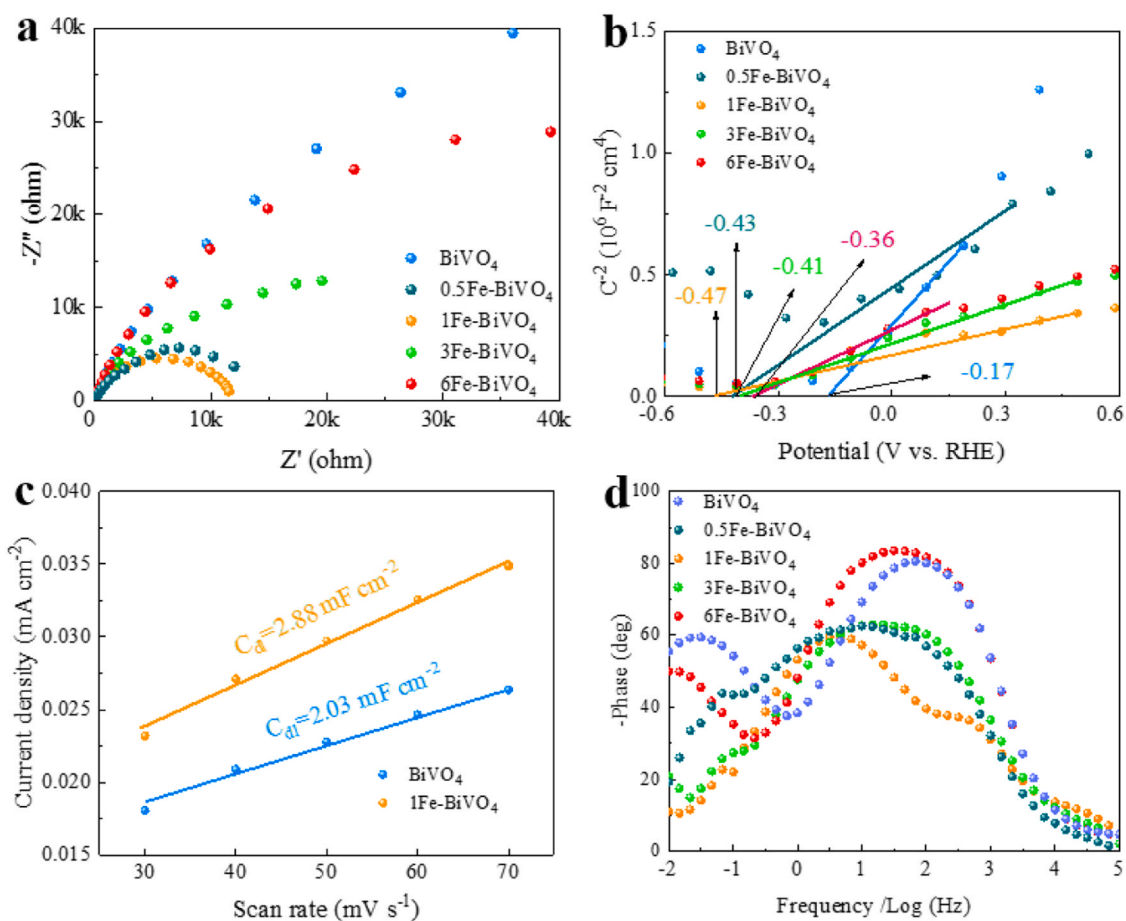 a
40k
30k
20k
10k
0
0
10k
20k
30k
40k
-Z'' (ohm)
Z' (ohm)
BiVO4
0.5Fe-BiVO4
1Fe-BiVO4
3Fe-BiVO4
6Fe-BiVO4
b
1.5
1.0
0.5
0.0
-0.6
-0.3
0.0
0.3
0.6
C-2 (10^6 F-2 cm4)
Potential (V vs. RHE)
BiVO4
0.5Fe-BiVO4
1Fe-BiVO4
3Fe-BiVO4
6Fe-BiVO4
-0.43
-0.36
-0.41
-0.47
-0.17
c
0.040
0.035
0.030
0.025
0.020
0.015
30
40
50
60
70
Current density (mA cm-2)
Scan rate (mV s-1)
Cdl=2.88 mF cm-2
Cdl=2.03 mF cm-2
BiVO4
1Fe-BiVO4
d
100
80
60
40
20
0
-2
-1
0
1
2
3
4
5
-Phase (deg)
Frequency /Log (Hz)
BiVO4
0.5Fe-BiVO4
1Fe-BiVO4
3Fe-BiVO4
6Fe-BiVO4